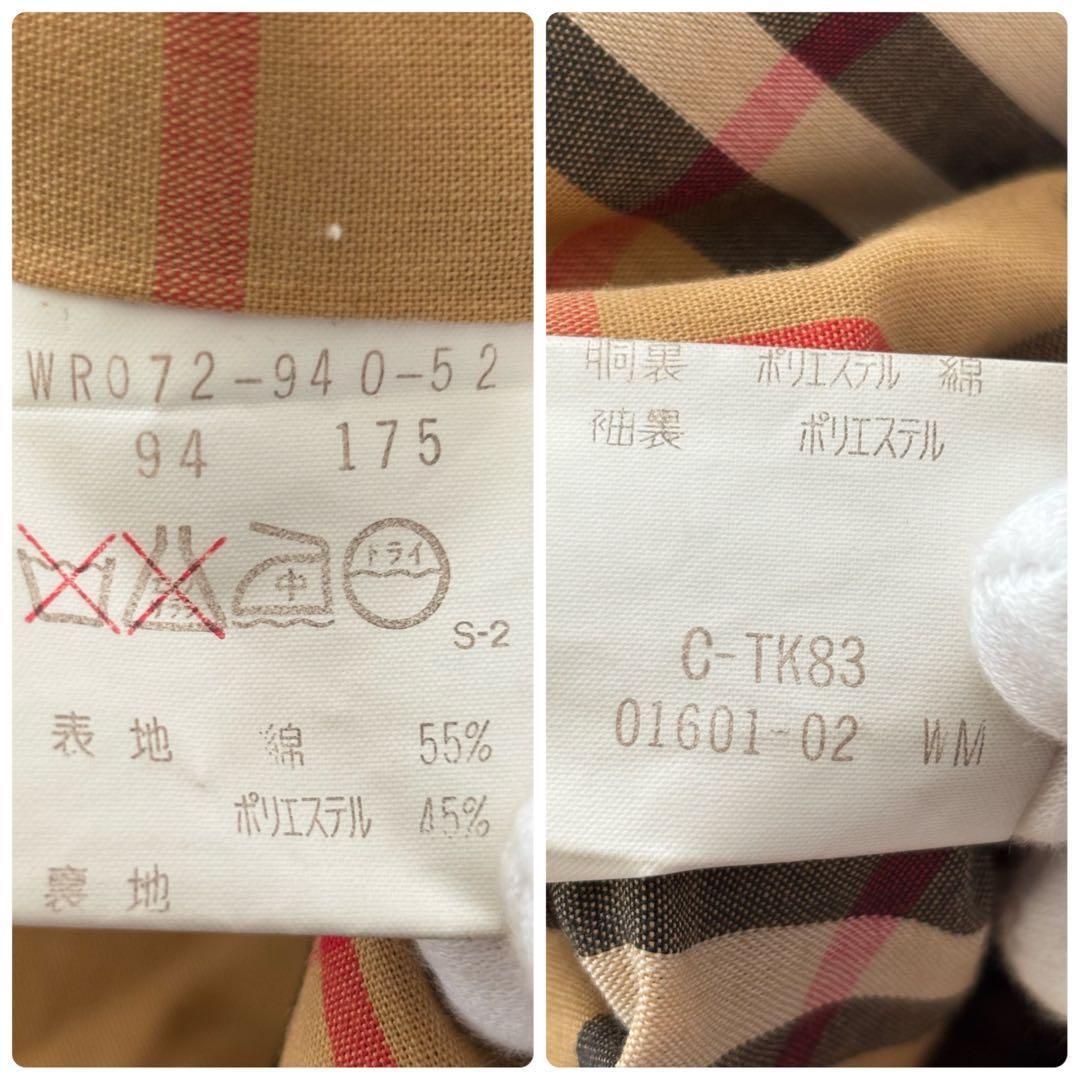 WR072-940-52
94 175
中 ドライ
S-2
表地 綿 55%
ポリエステル 45%
裏地
胴裏 ポリエステル 綿
袖裏 ポリエステル
C-TK83
01601-02 WM